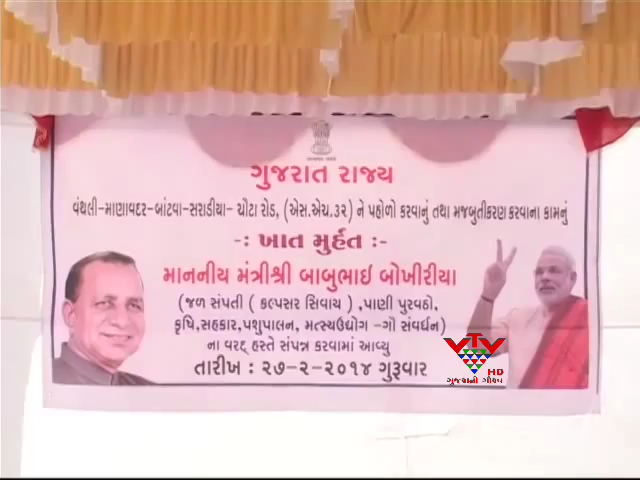 ગુજરાત રાજ્ય
વંથલી-માણાવદર-બાંટવા-સરાડીયા- ચૌટા રોડ, (એસ.એચ.૩૨) ને પહોળો કરવાનું તથા મજબુતીકરણ કરવાના કામનું
-: ખાત મુર્હત :-
માનનીય મંત્રીશ્રી બાબુભાઈ બોખીરીયા
(જળ સંપતી ( કલ્પસર સિવાય ) ,પાણી પુરવઠો,
કૃષિ,સહકાર,પશુપાલન, મત્સ્યઉદ્યોગ -ગૌ સંવર્ધન)
ના વરદ્ હસ્તે સંપન્ન કરવામાં આવ્યુ
તારીખ : ૨૭-૨-૨૦૧૪ ગુરૂવાર
VTV
HD
ગુજરાતનું ગૌરવ